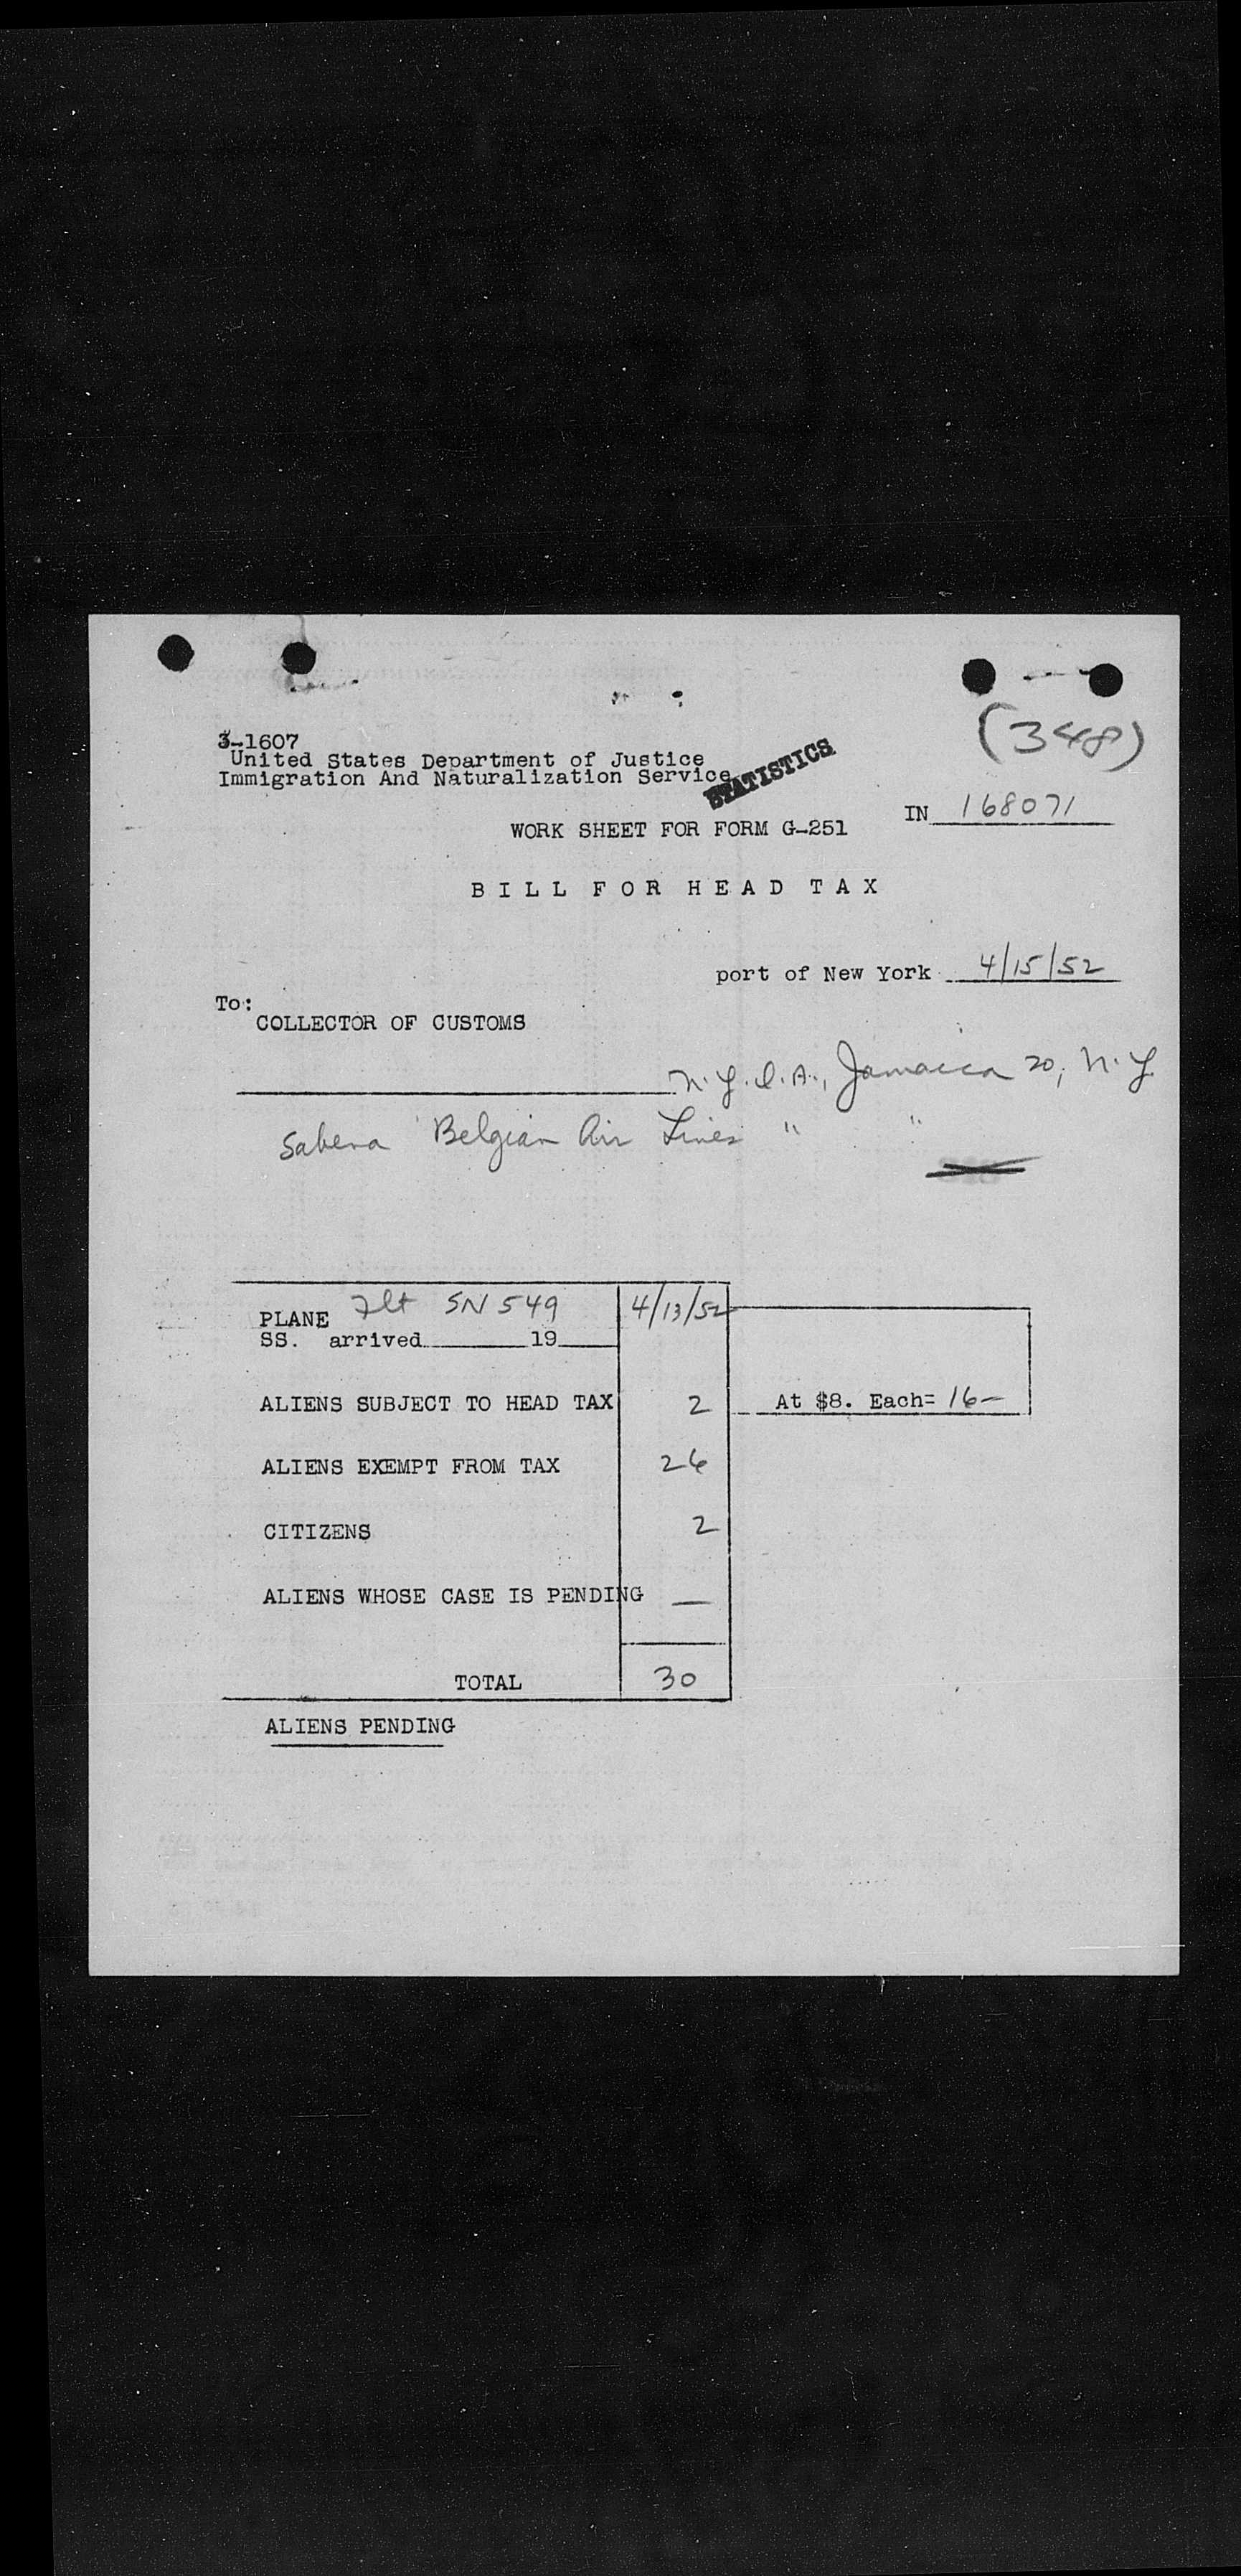 (348)
3-1607
United States Department of Justice
Immigration And Naturalization Service
STATISTICS
IN 168071
WORK SHEET FOR FORM G-251
BILL FOR HEAD TAX
port of New York 4/15/52
To:
COLLECTOR OF CUSTOMS
N.Y.I.A., Jamaica 20, N.Y.
Sabena Belgian Air Lines " "
PLANE Flt SN 549 4/13/52
SS. arrived 19
ALIENS SUBJECT TO HEAD TAX 2 At $8. Each= 16-
ALIENS EXEMPT FROM TAX 26
CITIZENS 2
ALIENS WHOSE CASE IS PENDING —
TOTAL 30
ALIENS PENDING